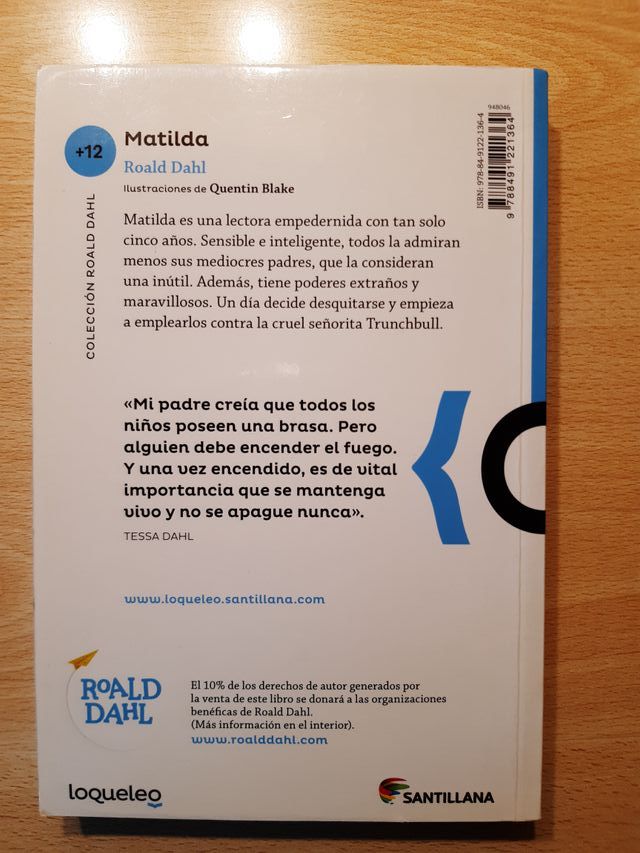 +12
Matilda
Roald Dahl
Ilustraciones de Quentin Blake
COLECCIÓN ROALD DAHL
948046
ISBN: 978-84-9122-136-4
9 788491 221364
Matilda es una lectora empedernida con tan solo
cinco años. Sensible e inteligente, todos la admiran
menos sus mediocres padres, que la consideran
una inútil. Además, tiene poderes extraños y
maravillosos. Un día decide desquitarse y empieza
a emplearlos contra la cruel señorita Trunchbull.
«Mi padre creía que todos los
niños poseen una brasa. Pero
alguien debe encender el fuego.
Y una vez encendido, es de vital
importancia que se mantenga
vivo y no se apague nunca».
TESSA DAHL
www.loqueleo.santillana.com
ROALD
DAHL
El 10% de los derechos de autor generados por
la venta de este libro se donará a las organizaciones
benéficas de Roald Dahl.
(Más información en el interior).
www.roalddahl.com
loqueleo
SANTILLANA